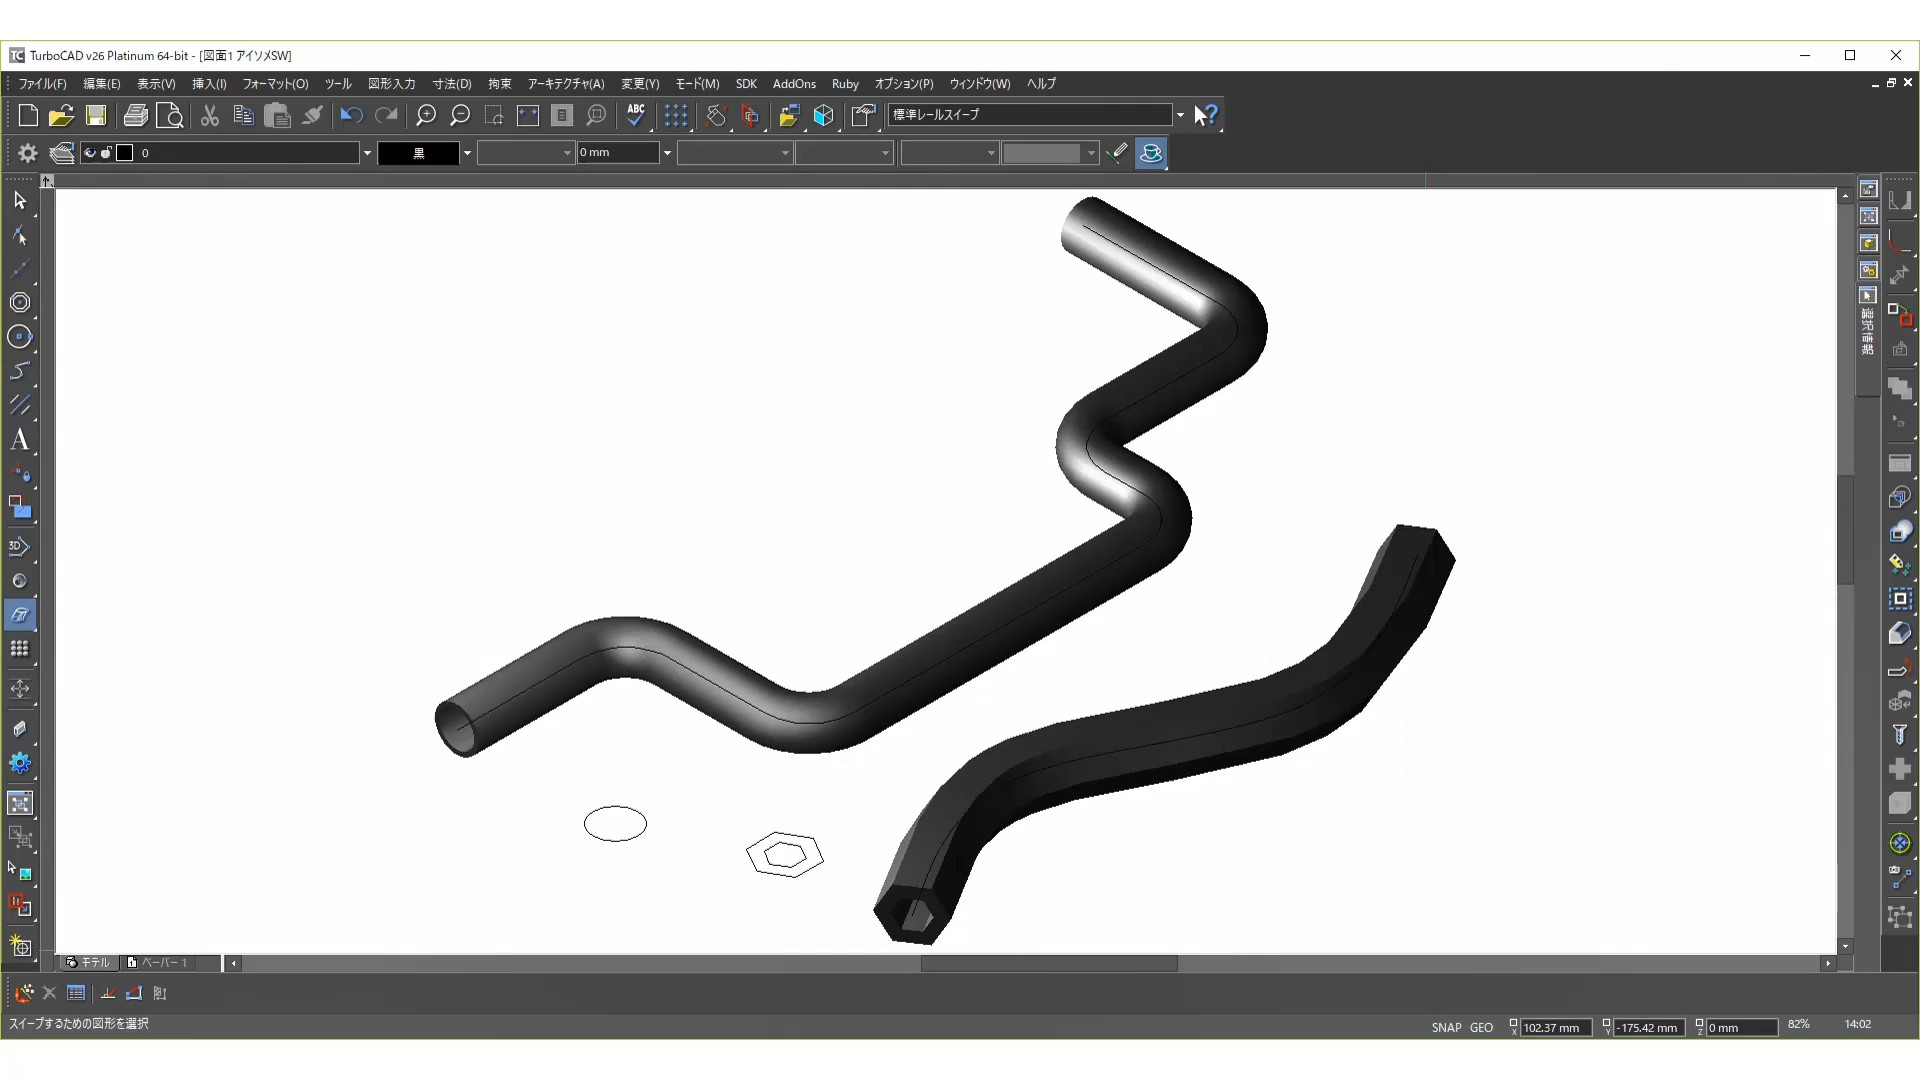 TurboCAD v26 Platinum 64-bit - [図面1 アイソメSW]
ファイル(F) 編集(E) 表示(V) 挿入(I) フォーマット(O) ツール 図形入力 寸法(D) 拘束 アーキテクチャ(A) 変更(Y) モード(M) SDK AddOns Ruby オプション(P) ウィンドウ(W) ヘルプ
ABC 標準レールスイープ
0 黒 0 mm
選択情報
A
3D
モデル ペーパー 1
スイープするための図形を選択
SNAP GEO X 102.37 mm Y -175.42 mm Z 0 mm 82% 14:02